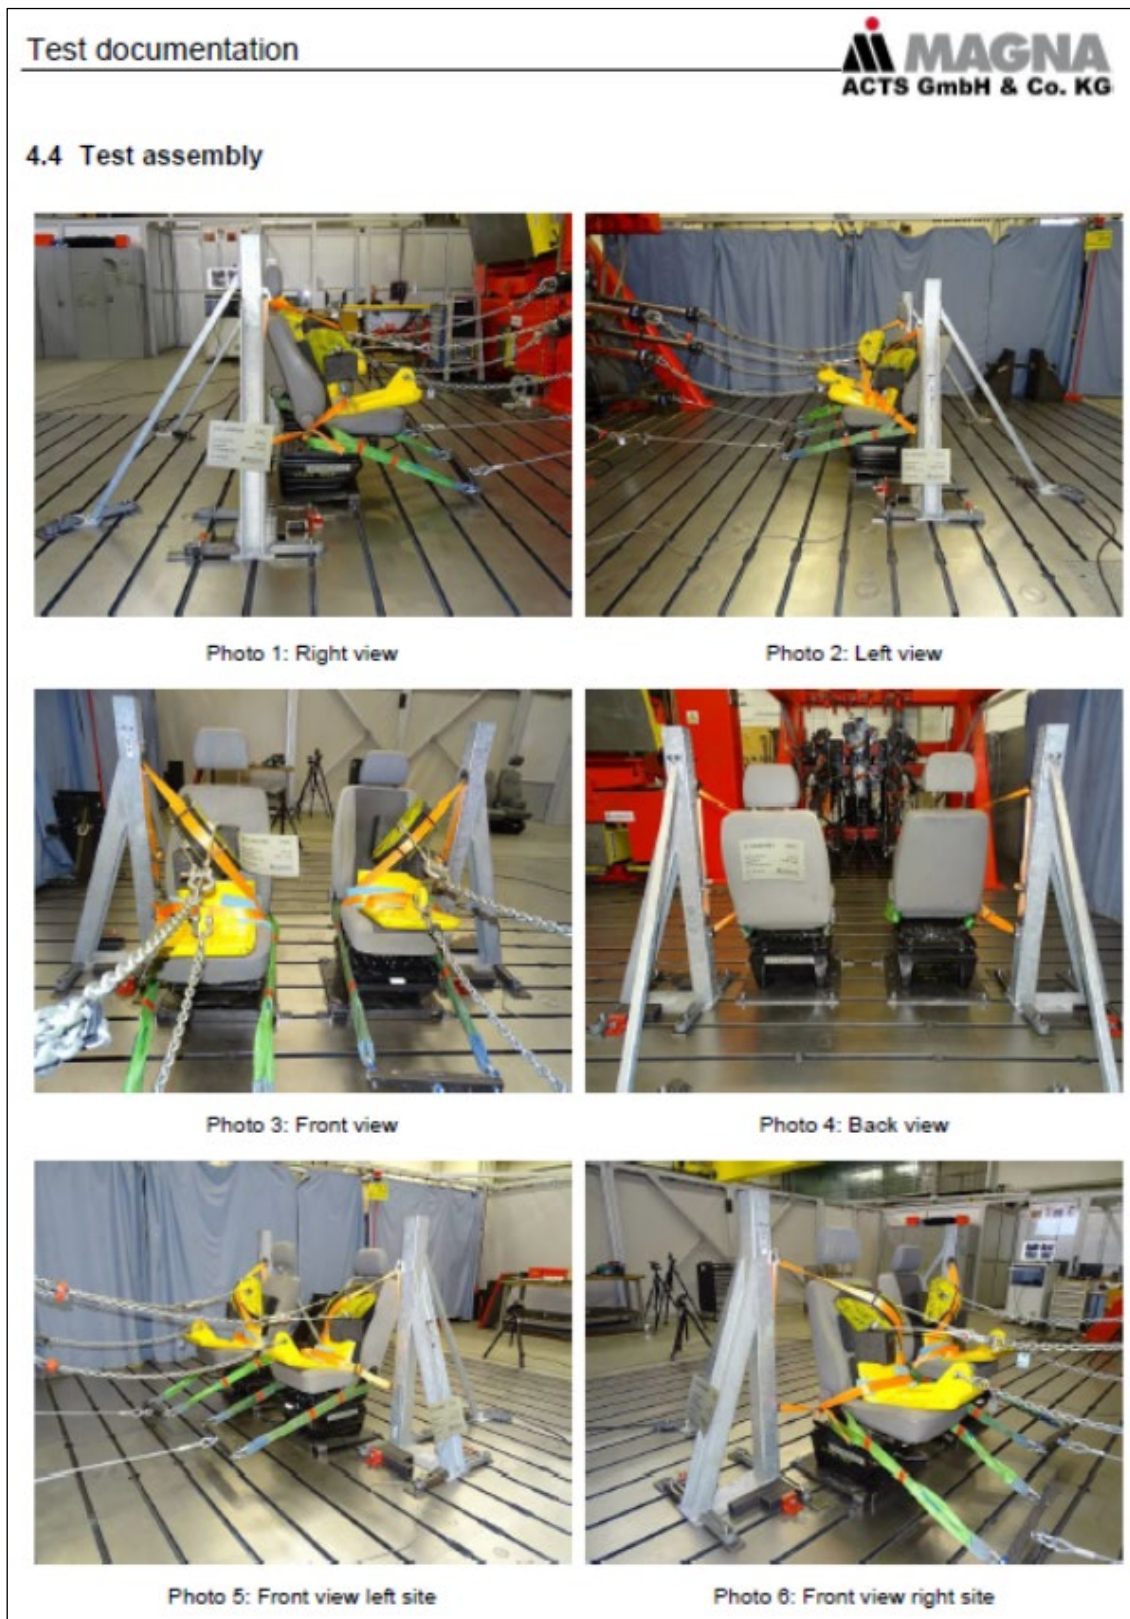 Test documentation
MAGNA
ACTS GmbH & Co. KG
4.4 Test assembly
Photo 1: Right view
Photo 2: Left view
Photo 3: Front view
Photo 4: Back view
Photo 5: Front view left site
Photo 6: Front view right site